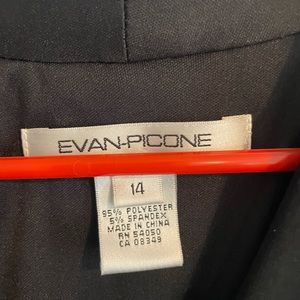 EVAN-PICONE
14
95% POLYESTER
5% SPANDEX
MADE IN CHINA
RN 54050
CA 08349